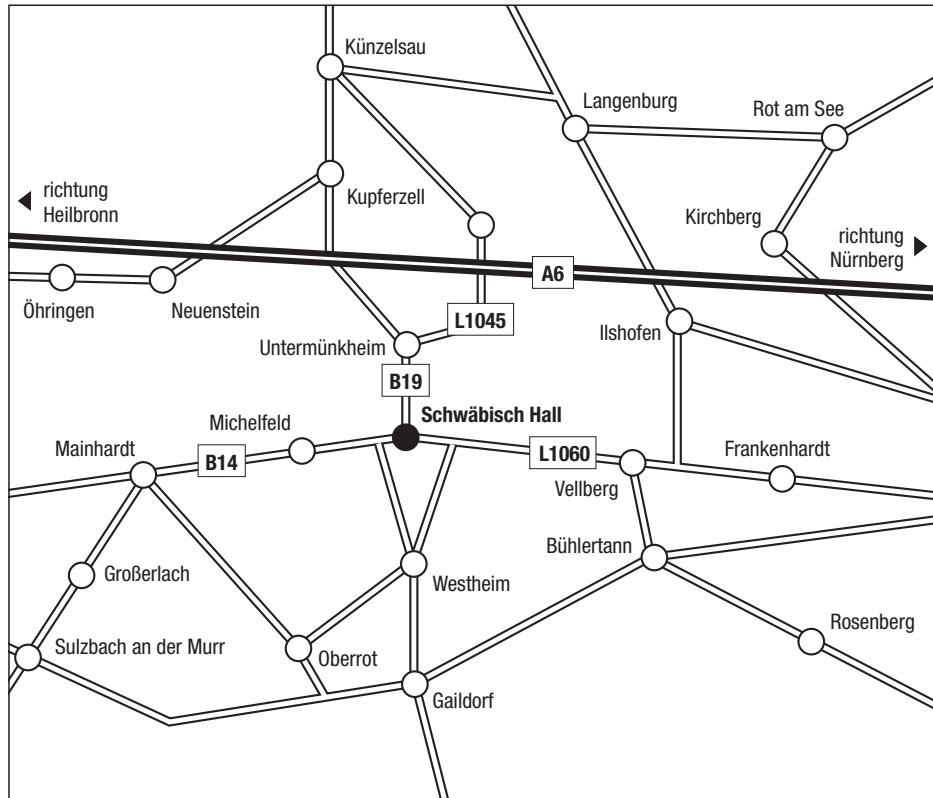 Künzelsau
Langenburg
Rot am See
richtung
Heilbronn
Kupferzell
Kirchberg
richtung
Nürnberg
A6
Öhringen
Neuenstein
L1045
Ilshofen
Untermünkheim
B19
Schwäbisch Hall
Michelfeld
Mainhardt
B14
L1060
Frankenhardt
Vellberg
Bühlertann
Großerlach
Westheim
Rosenberg
Sulzbach an der Murr
Oberrot
Gaildorf